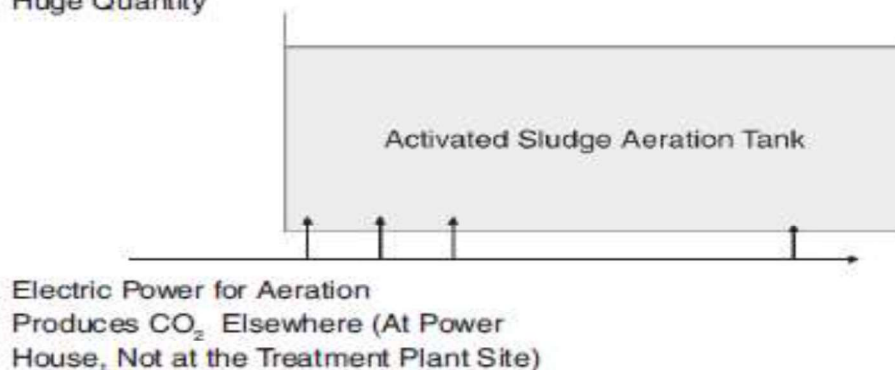 Huge Quantity
Activated Sludge Aeration Tank
Electric Power for Aeration
Produces CO₂ Elsewhere (At Power
House, Not at the Treatment Plant Site)